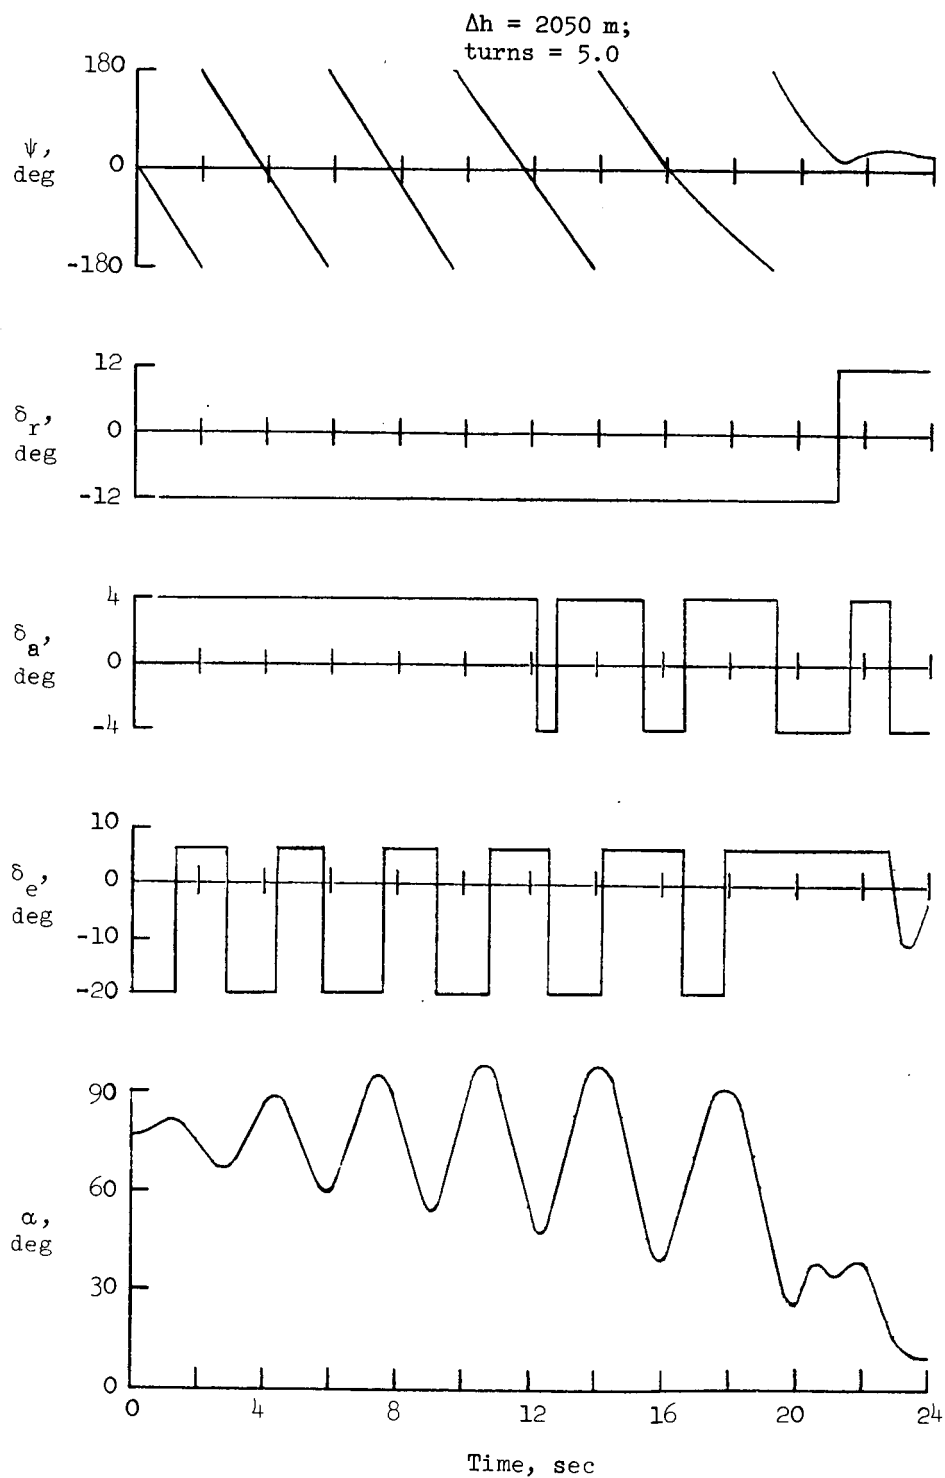 Δh = 2050 m;
turns = 5.0
180
ψ,
deg
0
-180
12
δr,
deg
0
-12
4
δa,
deg
0
-4
10
δe,
deg
0
-10
-20
90
60
α,
deg
30
0
0 4 8 12 16 20 24
Time, sec